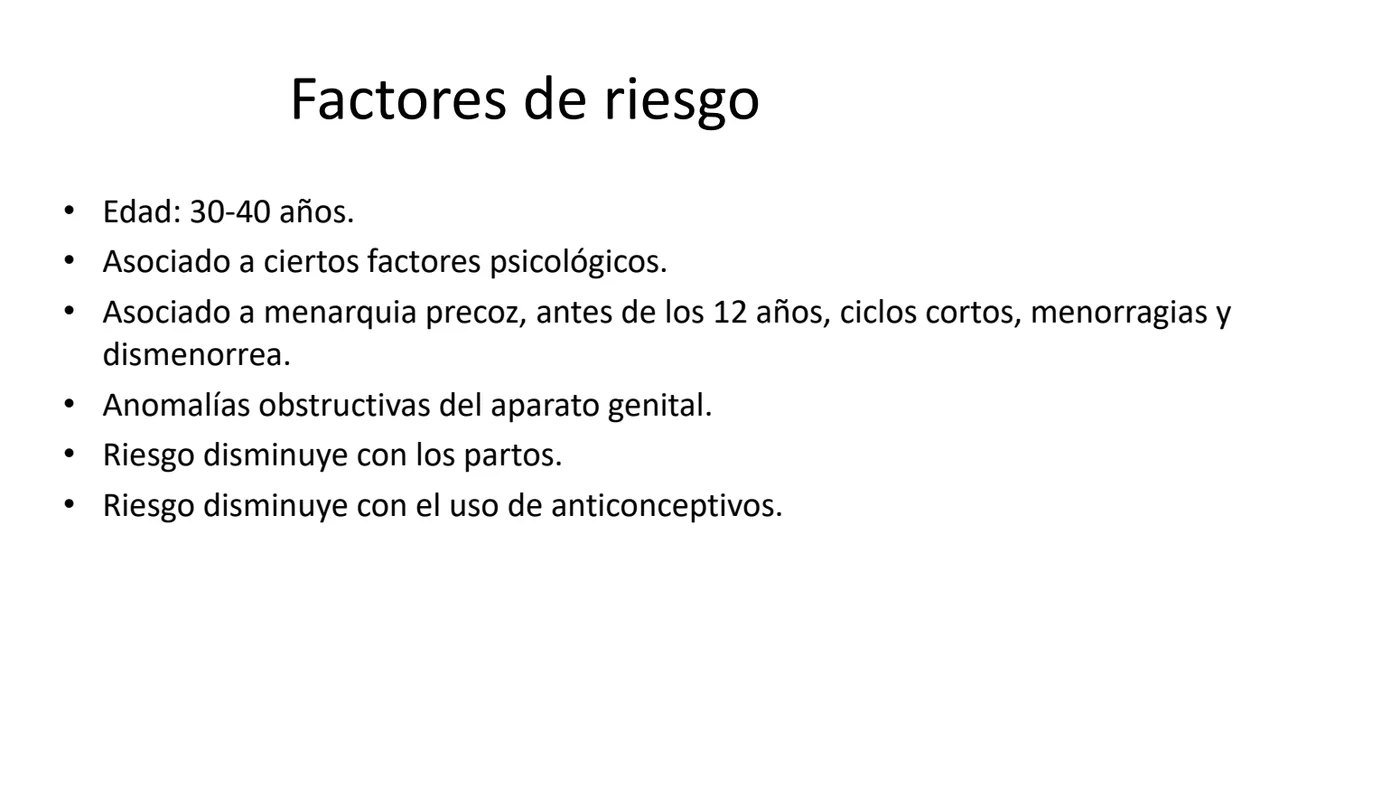 Factores de riesgo
• Edad: 30-40 años.
• Asociado a ciertos factores psicológicos.
• Asociado a menarquia precoz, antes de los 12 años, ciclos cortos, menorragias y
dismenorrea.
• Anomalías obstructivas del aparato genital.
• Riesgo disminuye con los partos.
• Riesgo disminuye con el uso de anticonceptivos.